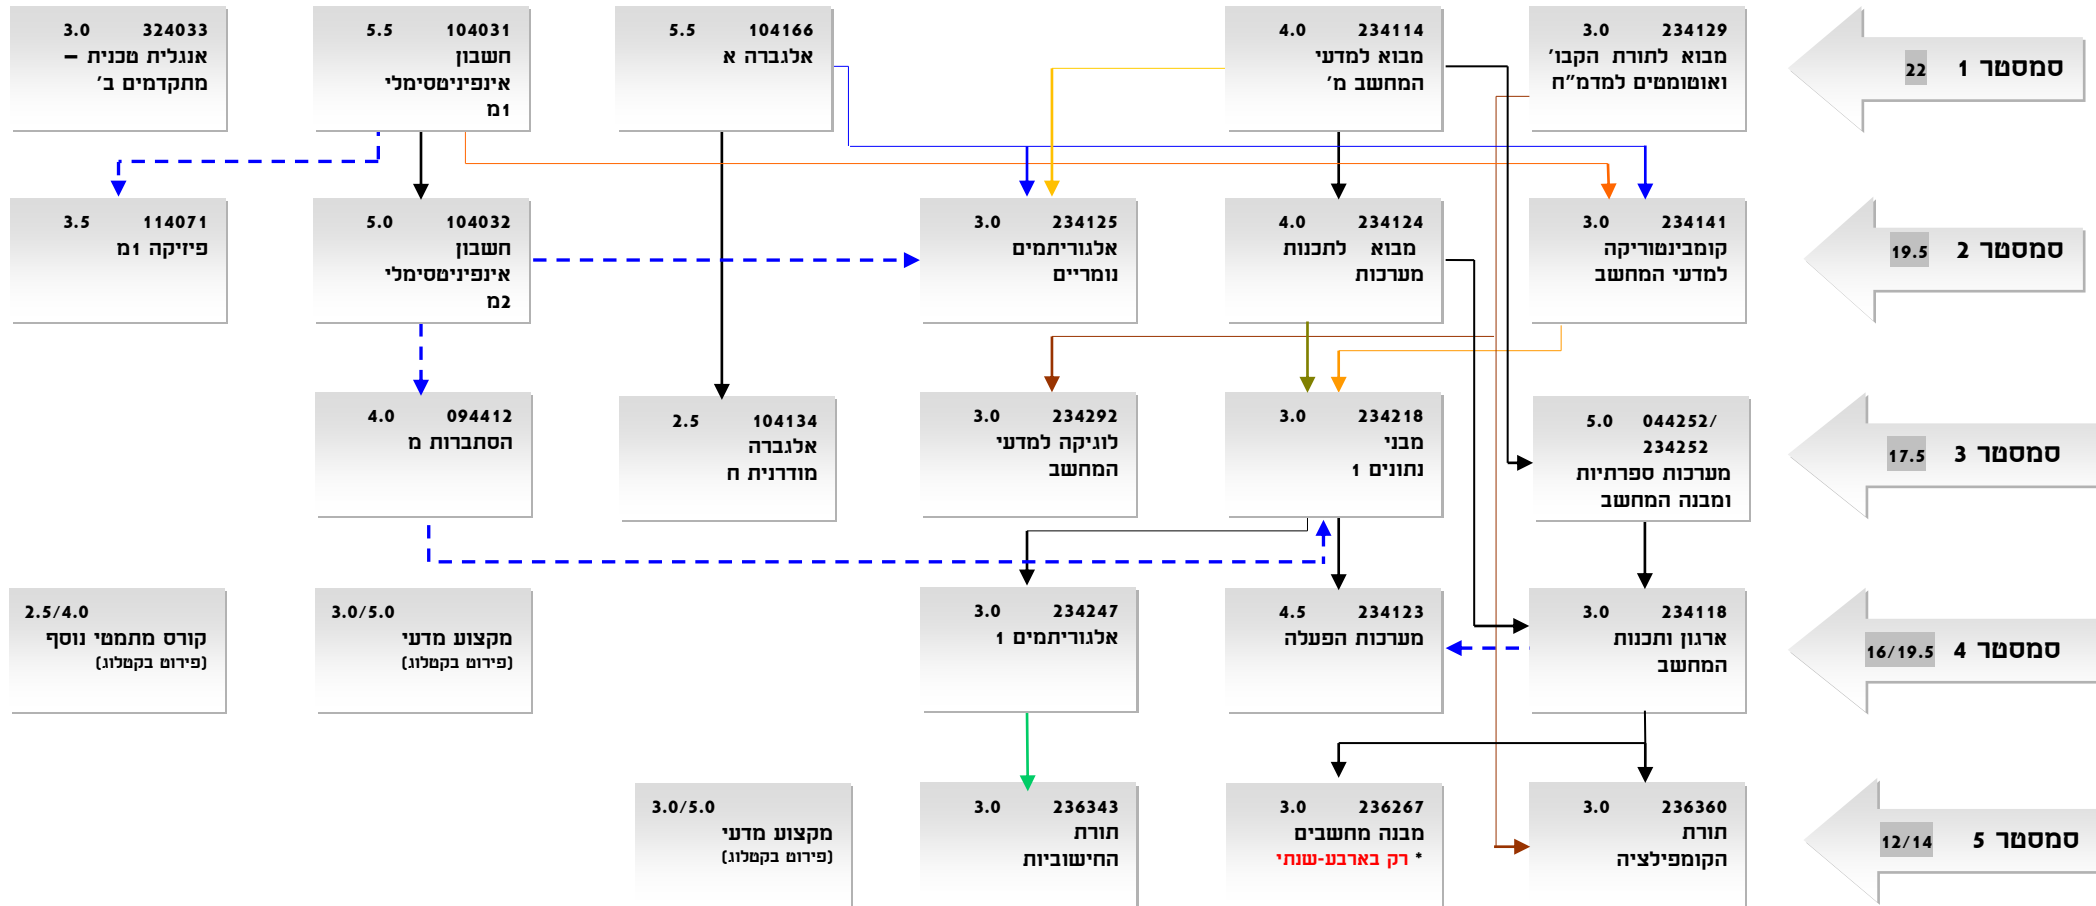 סמסטר 1 22
234129 3.0
מבוא לתורת הקבו'
ואוטומטים למדמ"ח
234114 4.0
מבוא למדעי
המחשב מ'
104166 5.5
אלגברה א
104031 5.5
חשבון
אינפיניטסימלי
1מ
324033 3.0
אנגלית טכנית –
מתקדמים ב'
סמסטר 2 19.5
234141 3.0
קומבינטוריקה
למדעי המחשב
234124 4.0
מבוא לתכנות
מערכות
234125 3.0
אלגוריתמים
נומריים
104032 5.0
חשבון
אינפיניטסימלי
2מ
114071 3.5
פיזיקה 1מ
סמסטר 3 17.5
044252/ 5.0
234252
מערכות ספרתיות
ומבנה המחשב
234218 3.0
מבני
נתונים 1
234292 3.0
לוגיקה למדעי
המחשב
104134 2.5
אלגברה
מודרנית ח
094412 4.0
הסתברות מ
סמסטר 4 16/19.5
234118 3.0
ארגון ותכנות
המחשב
234123 4.5
מערכות הפעלה
234247 3.0
אלגוריתמים 1
3.0/5.0
מקצוע מדעי
(פירוט בקטלוג)
2.5/4.0
קורס מתמטי נוסף
(פירוט בקטלוג)
סמסטר 5 12/14
236360 3.0
תורת
הקומפילציה
236267 3.0
מבנה מחשבים
* רק בארבע-שנתי
236343 3.0
תורת
החישוביות
3.0/5.0
מקצוע מדעי
(פירוט בקטלוג)